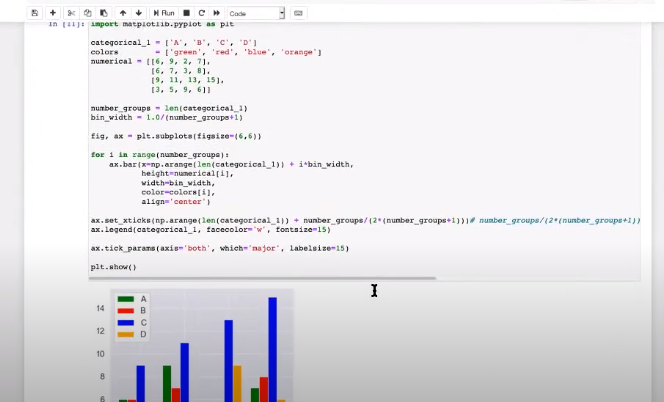 Run
Code
In [11]: import matplotlib.pyplot as plt
categorical_1 = ['A', 'B', 'C', 'D']
colors = ['green', 'red', 'blue', 'orange']
numerical = [[6, 9, 2, 7],
[6, 7, 3, 8],
[9, 11, 13, 15],
[3, 5, 9, 6]]
number_groups = len(categorical_1)
bin_width = 1.0/(number_groups+1)
fig, ax = plt.subplots(figsize=(6,6))
for i in range(number_groups):
ax.bar(x=np.arange(len(categorical_1)) + i*bin_width,
height=numerical[i],
width=bin_width,
color=colors[i],
align='center')
ax.set_xticks(np.arange(len(categorical_1)) + number_groups/(2*(number_groups+1)))# number_groups/(2*(number_groups+1))
ax.legend(categorical_1, facecolor='w', fontsize=15)
ax.tick_params(axis='both', which='major', labelsize=15)
plt.show()
A
B
C
D
14
12
10
8
6